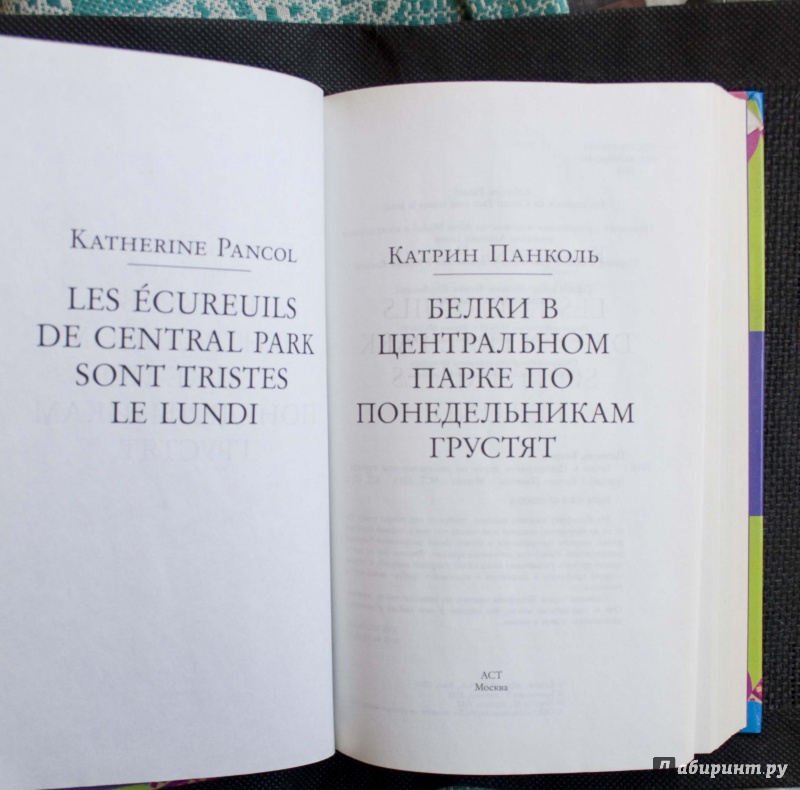 KATHERINE PANCOL
LES ÉCUREUILS
DE CENTRAL PARK
SONT TRISTES
LE LUNDI
КАТРИН ПАНКОЛЬ
БЕЛКИ В
ЦЕНТРАЛЬНОМ
ПАРКЕ ПО
ПОНЕДЕЛЬНИКАМ
ГРУСТЯТ
АСТ
Москва
Лабиринт.ру